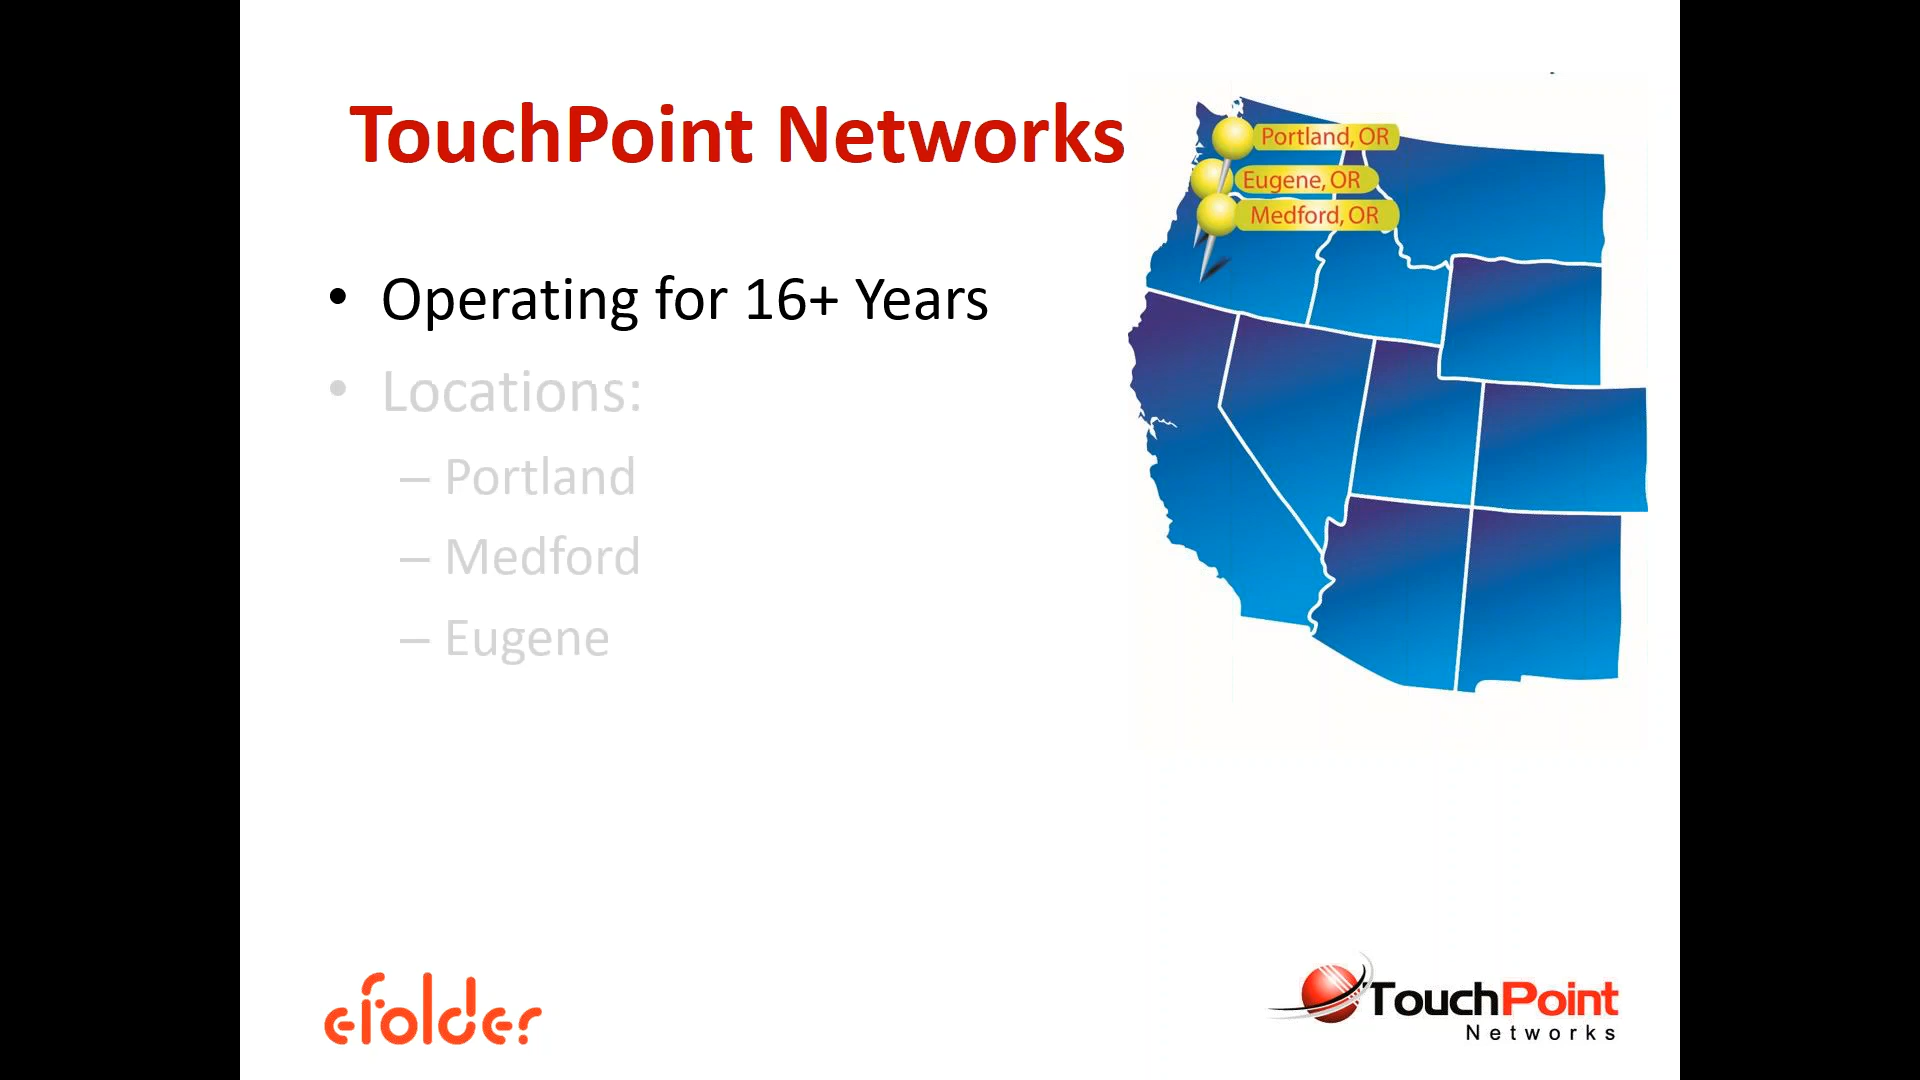 TouchPoint Networks
• Operating for 16+ Years
• Locations:
– Portland
– Medford
– Eugene
Portland, OR
Eugene, OR
Medford, OR
efolder
TouchPoint
Networks